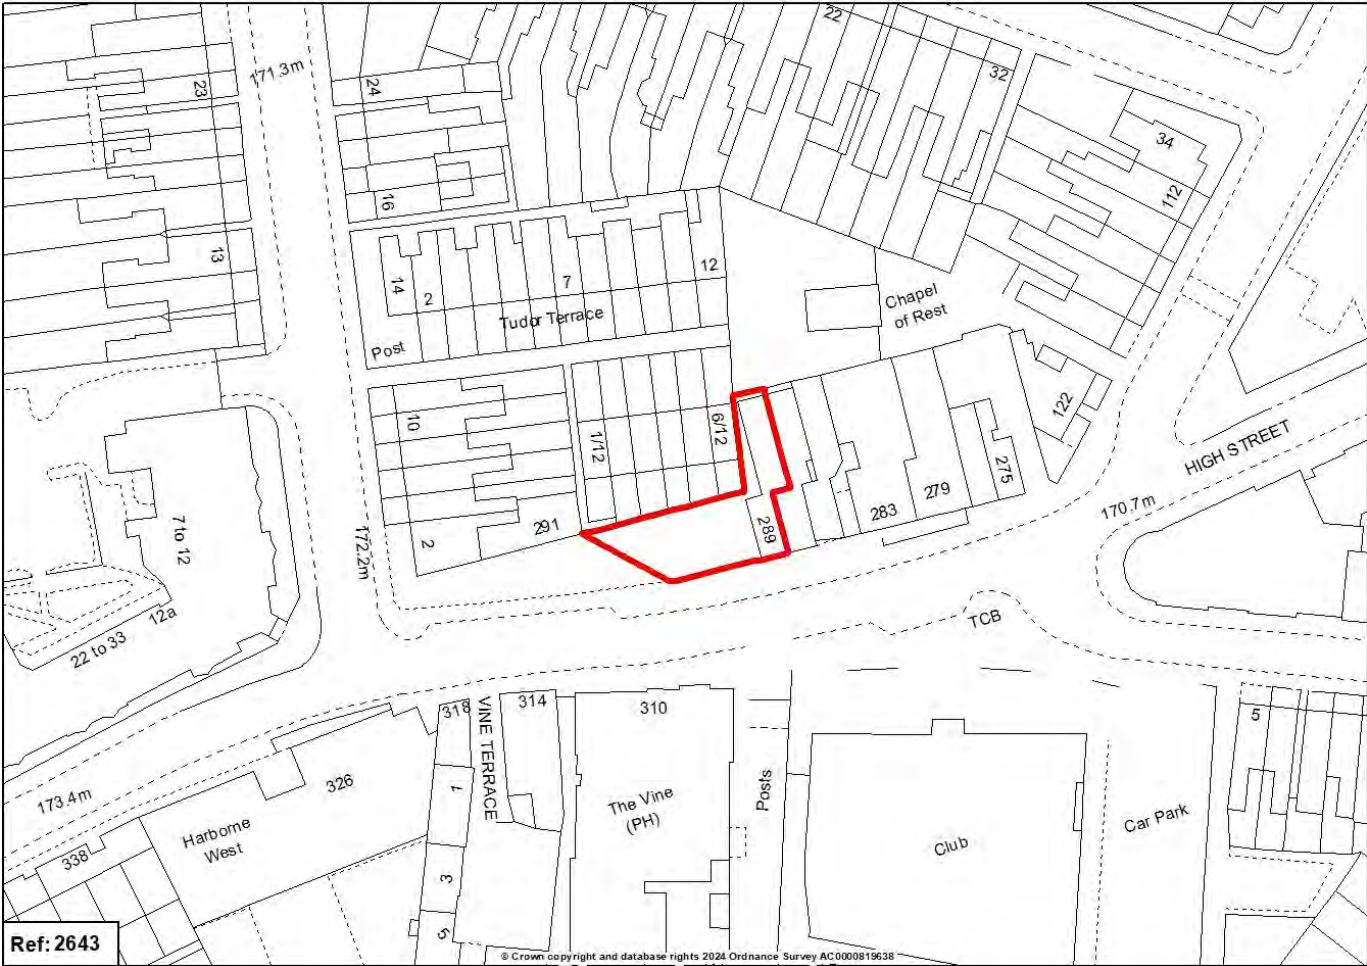 22
171.3m
24
23
32
34
112
16
13
14
2
7
12
Tudor Terrace
Post
Chapel
of Rest
10
1/12
6/12
122
HIGH STREET
275
279
283
289
291
2
172.2m
170.7m
7 to 12
12a
22 to 33
TCB
318
VINE TERRACE
314
310
5
326
1
The Vine
(PH)
Posts
173.4m
Harborne
West
338
3
5
Club
Car Park
Ref: 2643
© Crown copyright and database rights 2024 Ordnance Survey AC0000819638